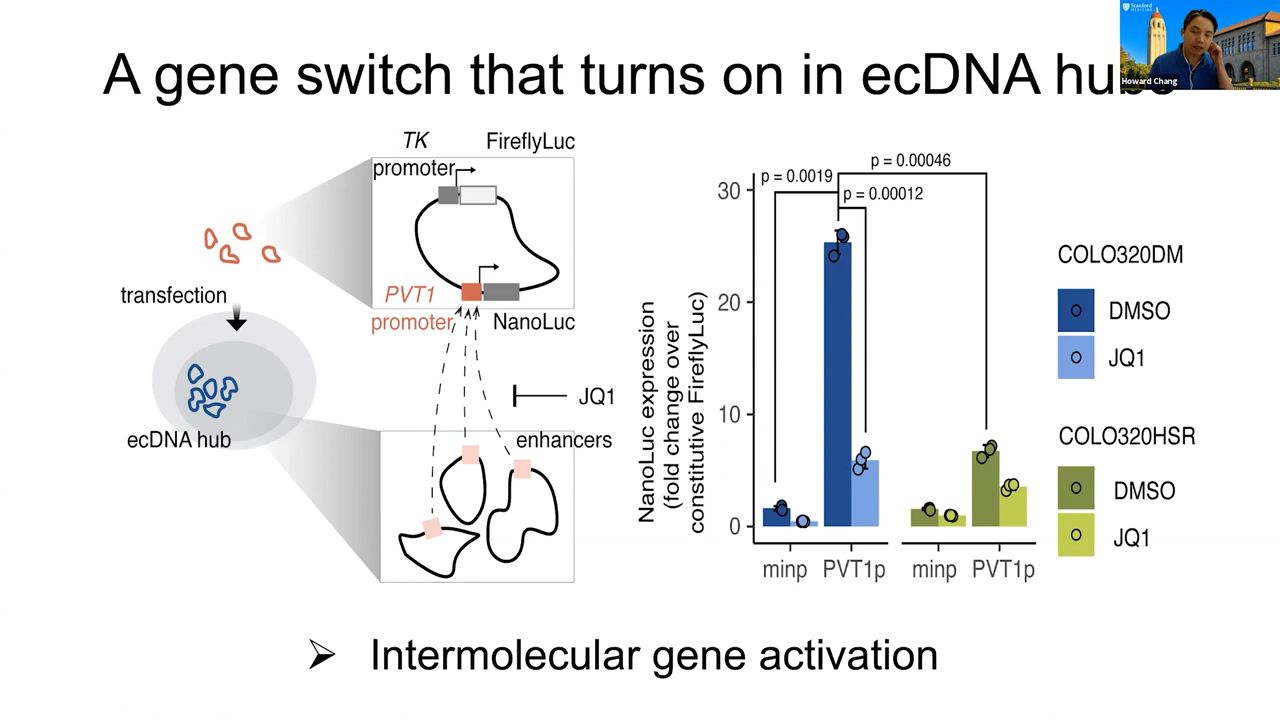 A gene switch that turns on in ecDNA hubs
Stanford
MEDICINE
Howard Chang
TK
promoter
FireflyLuc
transfection
PVT1
promoter
NanoLuc
JQ1
ecDNA hub
enhancers
NanoLuc expression
(fold change over
constitutive FireflyLuc)
30
20
10
0
p = 0.0019
p = 0.00046
p = 0.00012
minp
PVT1p
minp
PVT1p
COLO320DM
DMSO
JQ1
COLO320HSR
DMSO
JQ1
➢ Intermolecular gene activation